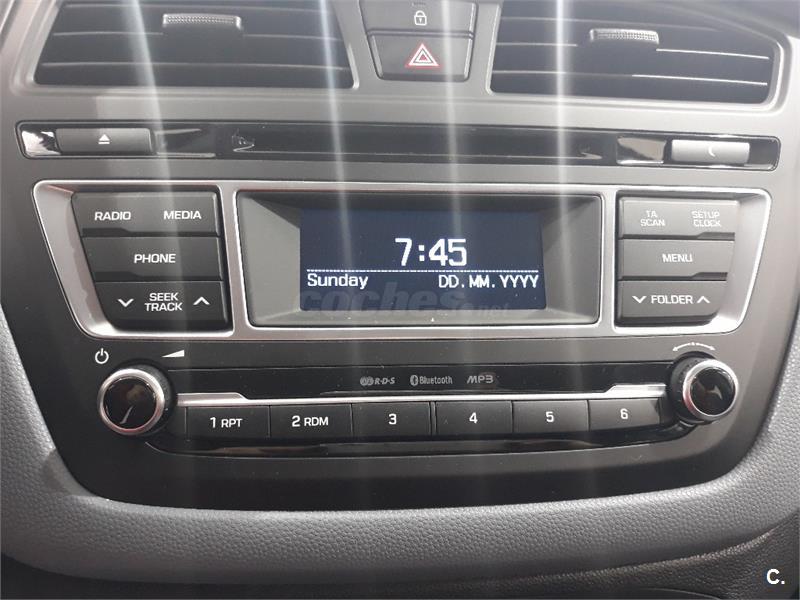 RADIO MEDIA
PHONE
SEEK
TRACK
7:45
Sunday DD.MM.YYYY
TA
SCAN
SETUP
CLOCK
MENU
FOLDER
coches.net
R·D·S Bluetooth MP3
1 RPT 2 RDM 3 4 5 6
C.